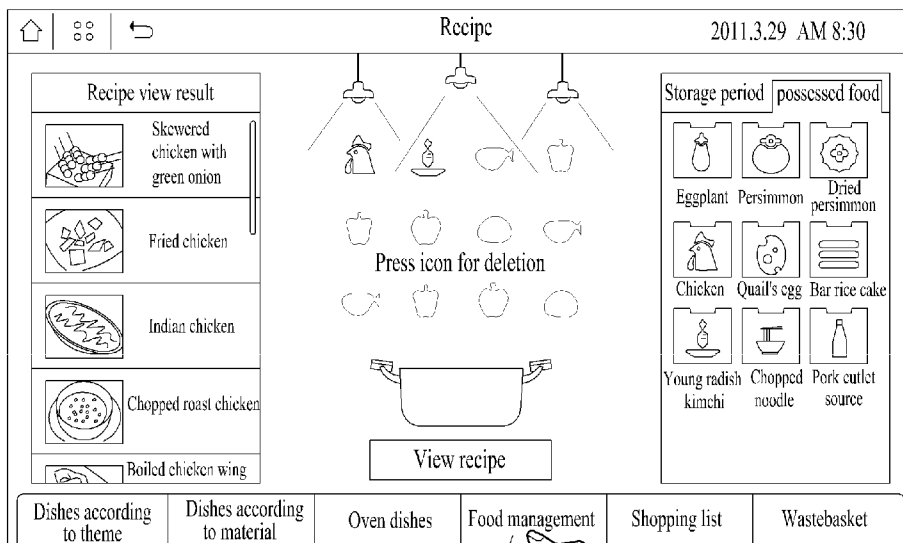 Recipe
2011.3.29 AM 8:30
Recipe view result
Skewered
chicken with
green onion
Fried chicken
Indian chicken
Chopped roast chicken
Boiled chicken wing
Press icon for deletion
View recipe
Storage period
possessed food
Eggplant
Persimmon
Dried
persimmon
Chicken
Quail's egg
Bar rice cake
Young radish
kimchi
Chopped
noodle
Pork cutlet
source
Dishes according
to theme
Dishes according
to material
Oven dishes
Food management
Shopping list
Wastebasket